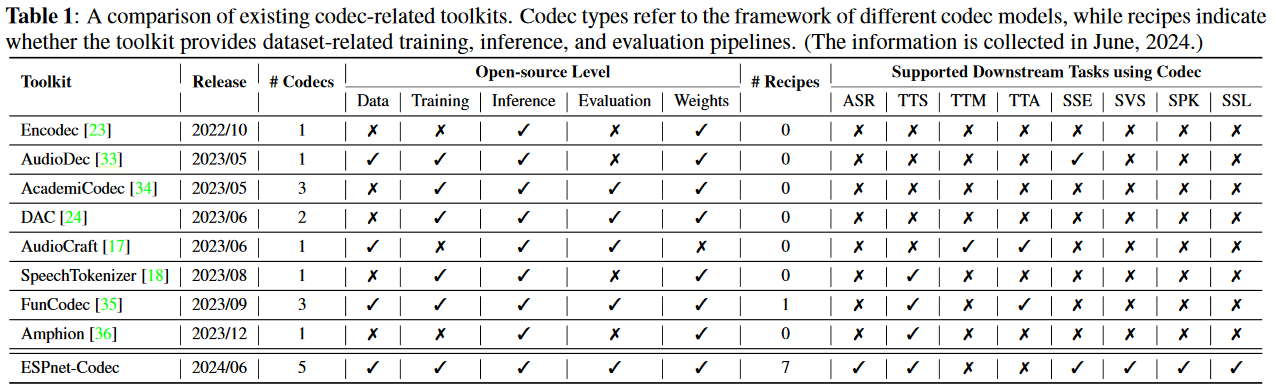 Table 1: A comparison of existing codec-related toolkits. Codec types refer to the framework of different codec models, while recipes indicate
whether the toolkit provides dataset-related training, inference, and evaluation pipelines. (The information is collected in June, 2024.)
Toolkit Release # Codecs Open-source Level # Recipes Supported Downstream Tasks using Codec
Data Training Inference Evaluation Weights ASR TTS TTM TTA SSE SVS SPK SSL
Encodec [23] 2022/10 1 ✗ ✗ ✓ ✗ ✓ 0 ✗ ✗ ✗ ✗ ✗ ✗ ✗ ✗
AudioDec [33] 2023/05 1 ✓ ✓ ✓ ✗ ✓ 0 ✗ ✗ ✗ ✗ ✓ ✗ ✗ ✗
AcademiCodec [34] 2023/05 3 ✗ ✓ ✓ ✓ ✓ 0 ✗ ✗ ✗ ✗ ✗ ✗ ✗ ✗
DAC [24] 2023/06 2 ✗ ✓ ✓ ✓ ✓ 0 ✗ ✗ ✗ ✗ ✗ ✗ ✗ ✗
AudioCraft [17] 2023/06 1 ✓ ✗ ✓ ✓ ✗ 0 ✗ ✗ ✓ ✓ ✗ ✗ ✗ ✗
SpeechTokenizer [18] 2023/08 1 ✗ ✓ ✓ ✗ ✓ 0 ✗ ✓ ✗ ✗ ✗ ✗ ✗ ✗
FunCodec [35] 2023/09 3 ✓ ✓ ✓ ✓ ✓ 1 ✗ ✓ ✗ ✓ ✗ ✗ ✗ ✗
Amphion [36] 2023/12 1 ✗ ✗ ✓ ✗ ✓ 0 ✗ ✓ ✗ ✗ ✗ ✗ ✗ ✗
ESPnet-Codec 2024/06 5 ✓ ✓ ✓ ✓ ✓ 7 ✓ ✓ ✗ ✗ ✓ ✓ ✓ ✓